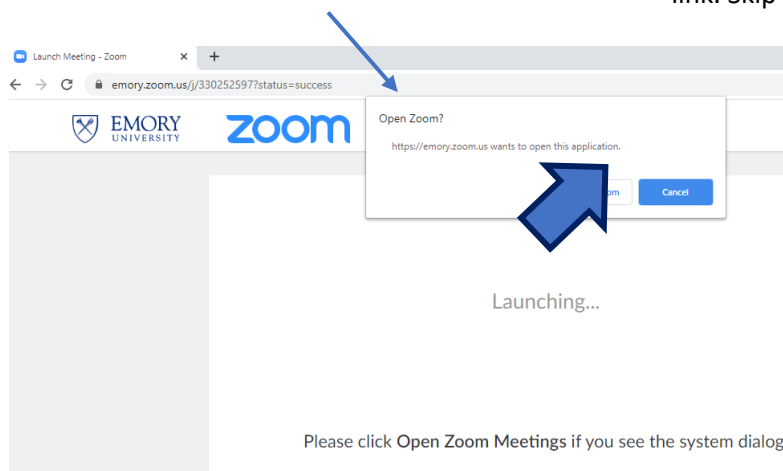 link. Skip
Launch Meeting - Zoom
emory.zoom.us/j/330252597?status=success
EMORY
UNIVERSITY
zoom
Open Zoom?
https://emory.zoom.us wants to open this application.
Cancel
Launching...
Please click Open Zoom Meetings if you see the system dialog